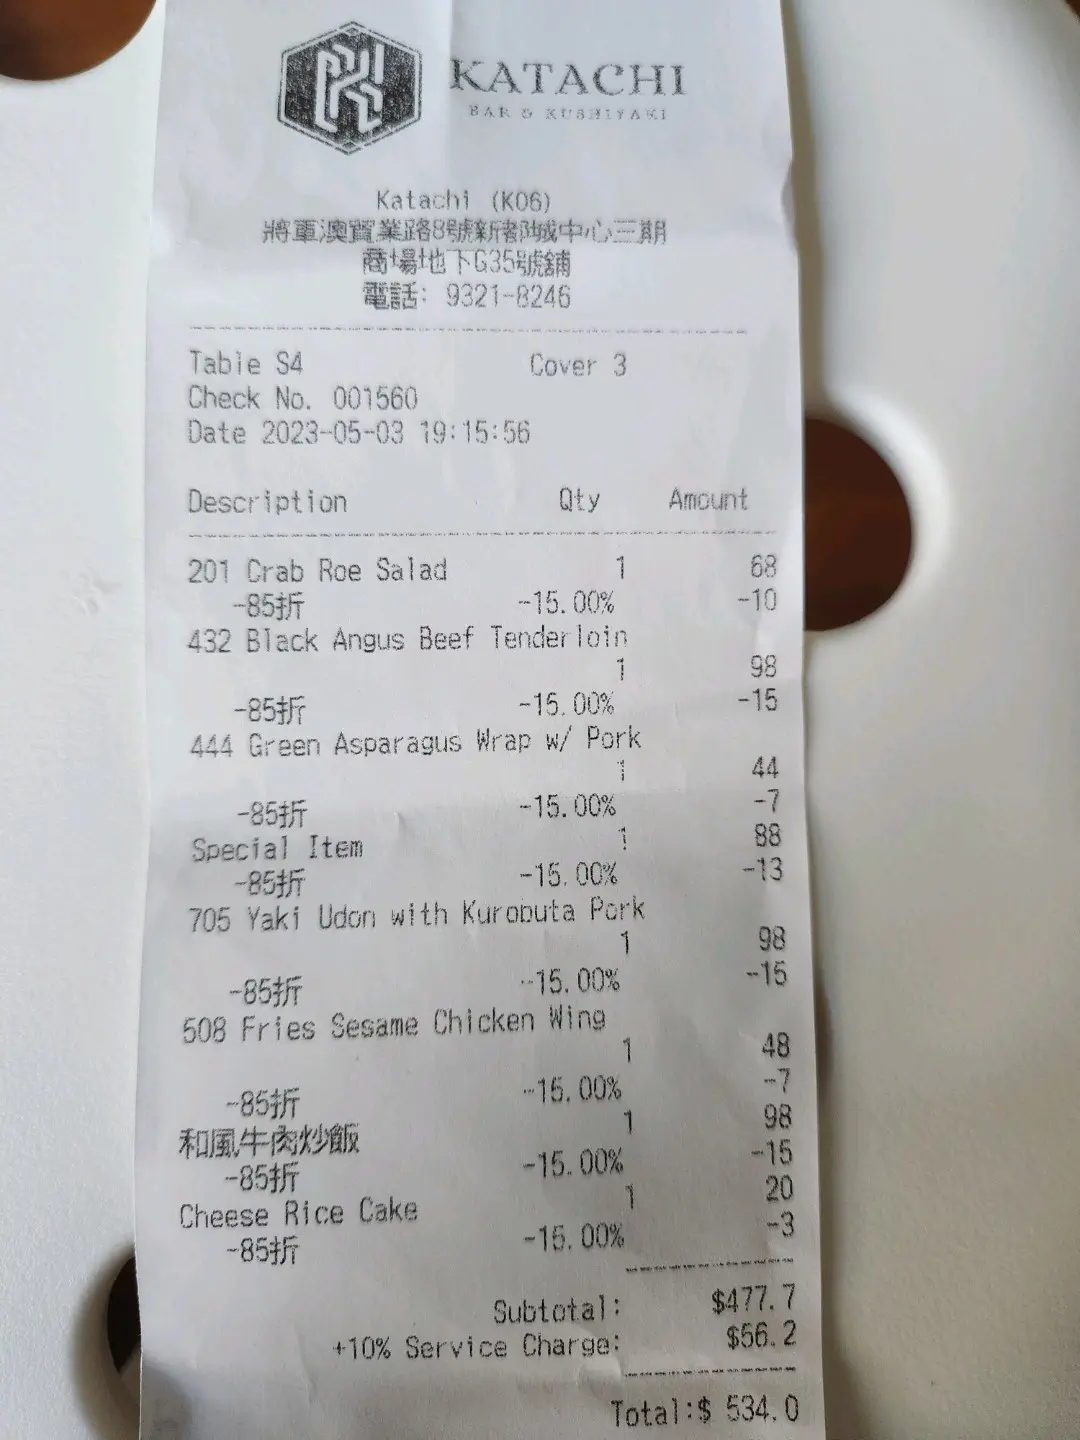 KATACHI
BAR & KUSHIYAKI
Katachi (K06)
將軍澳貿業路8號新都城中心三期
商場地下G35號舖
電話: 9321-8246
Table S4 Cover 3
Check No. 001560
Date 2023-05-03 19:15:56
Description Qty Amount
201 Crab Roe Salad 1 68
-85折 -15.00% -10
432 Black Angus Beef Tenderloin
1 98
-85折 -15.00% -15
444 Green Asparagus Wrap w/ Pork
1 44
-85折 -15.00% -7
Special Item 1 88
-85折 -15.00% -13
705 Yaki Udon with Kurobuta Pork
1 98
-85折 -15.00% -15
508 Fries Sesame Chicken Wing
1 48
-85折 -15.00% -7
和風牛肉炒飯 1 98
-85折 -15.00% -15
Cheese Rice Cake 1 20
-85折 -15.00% -3
Subtotal: $477.7
+10% Service Charge: $56.2
Total:$ 534.0